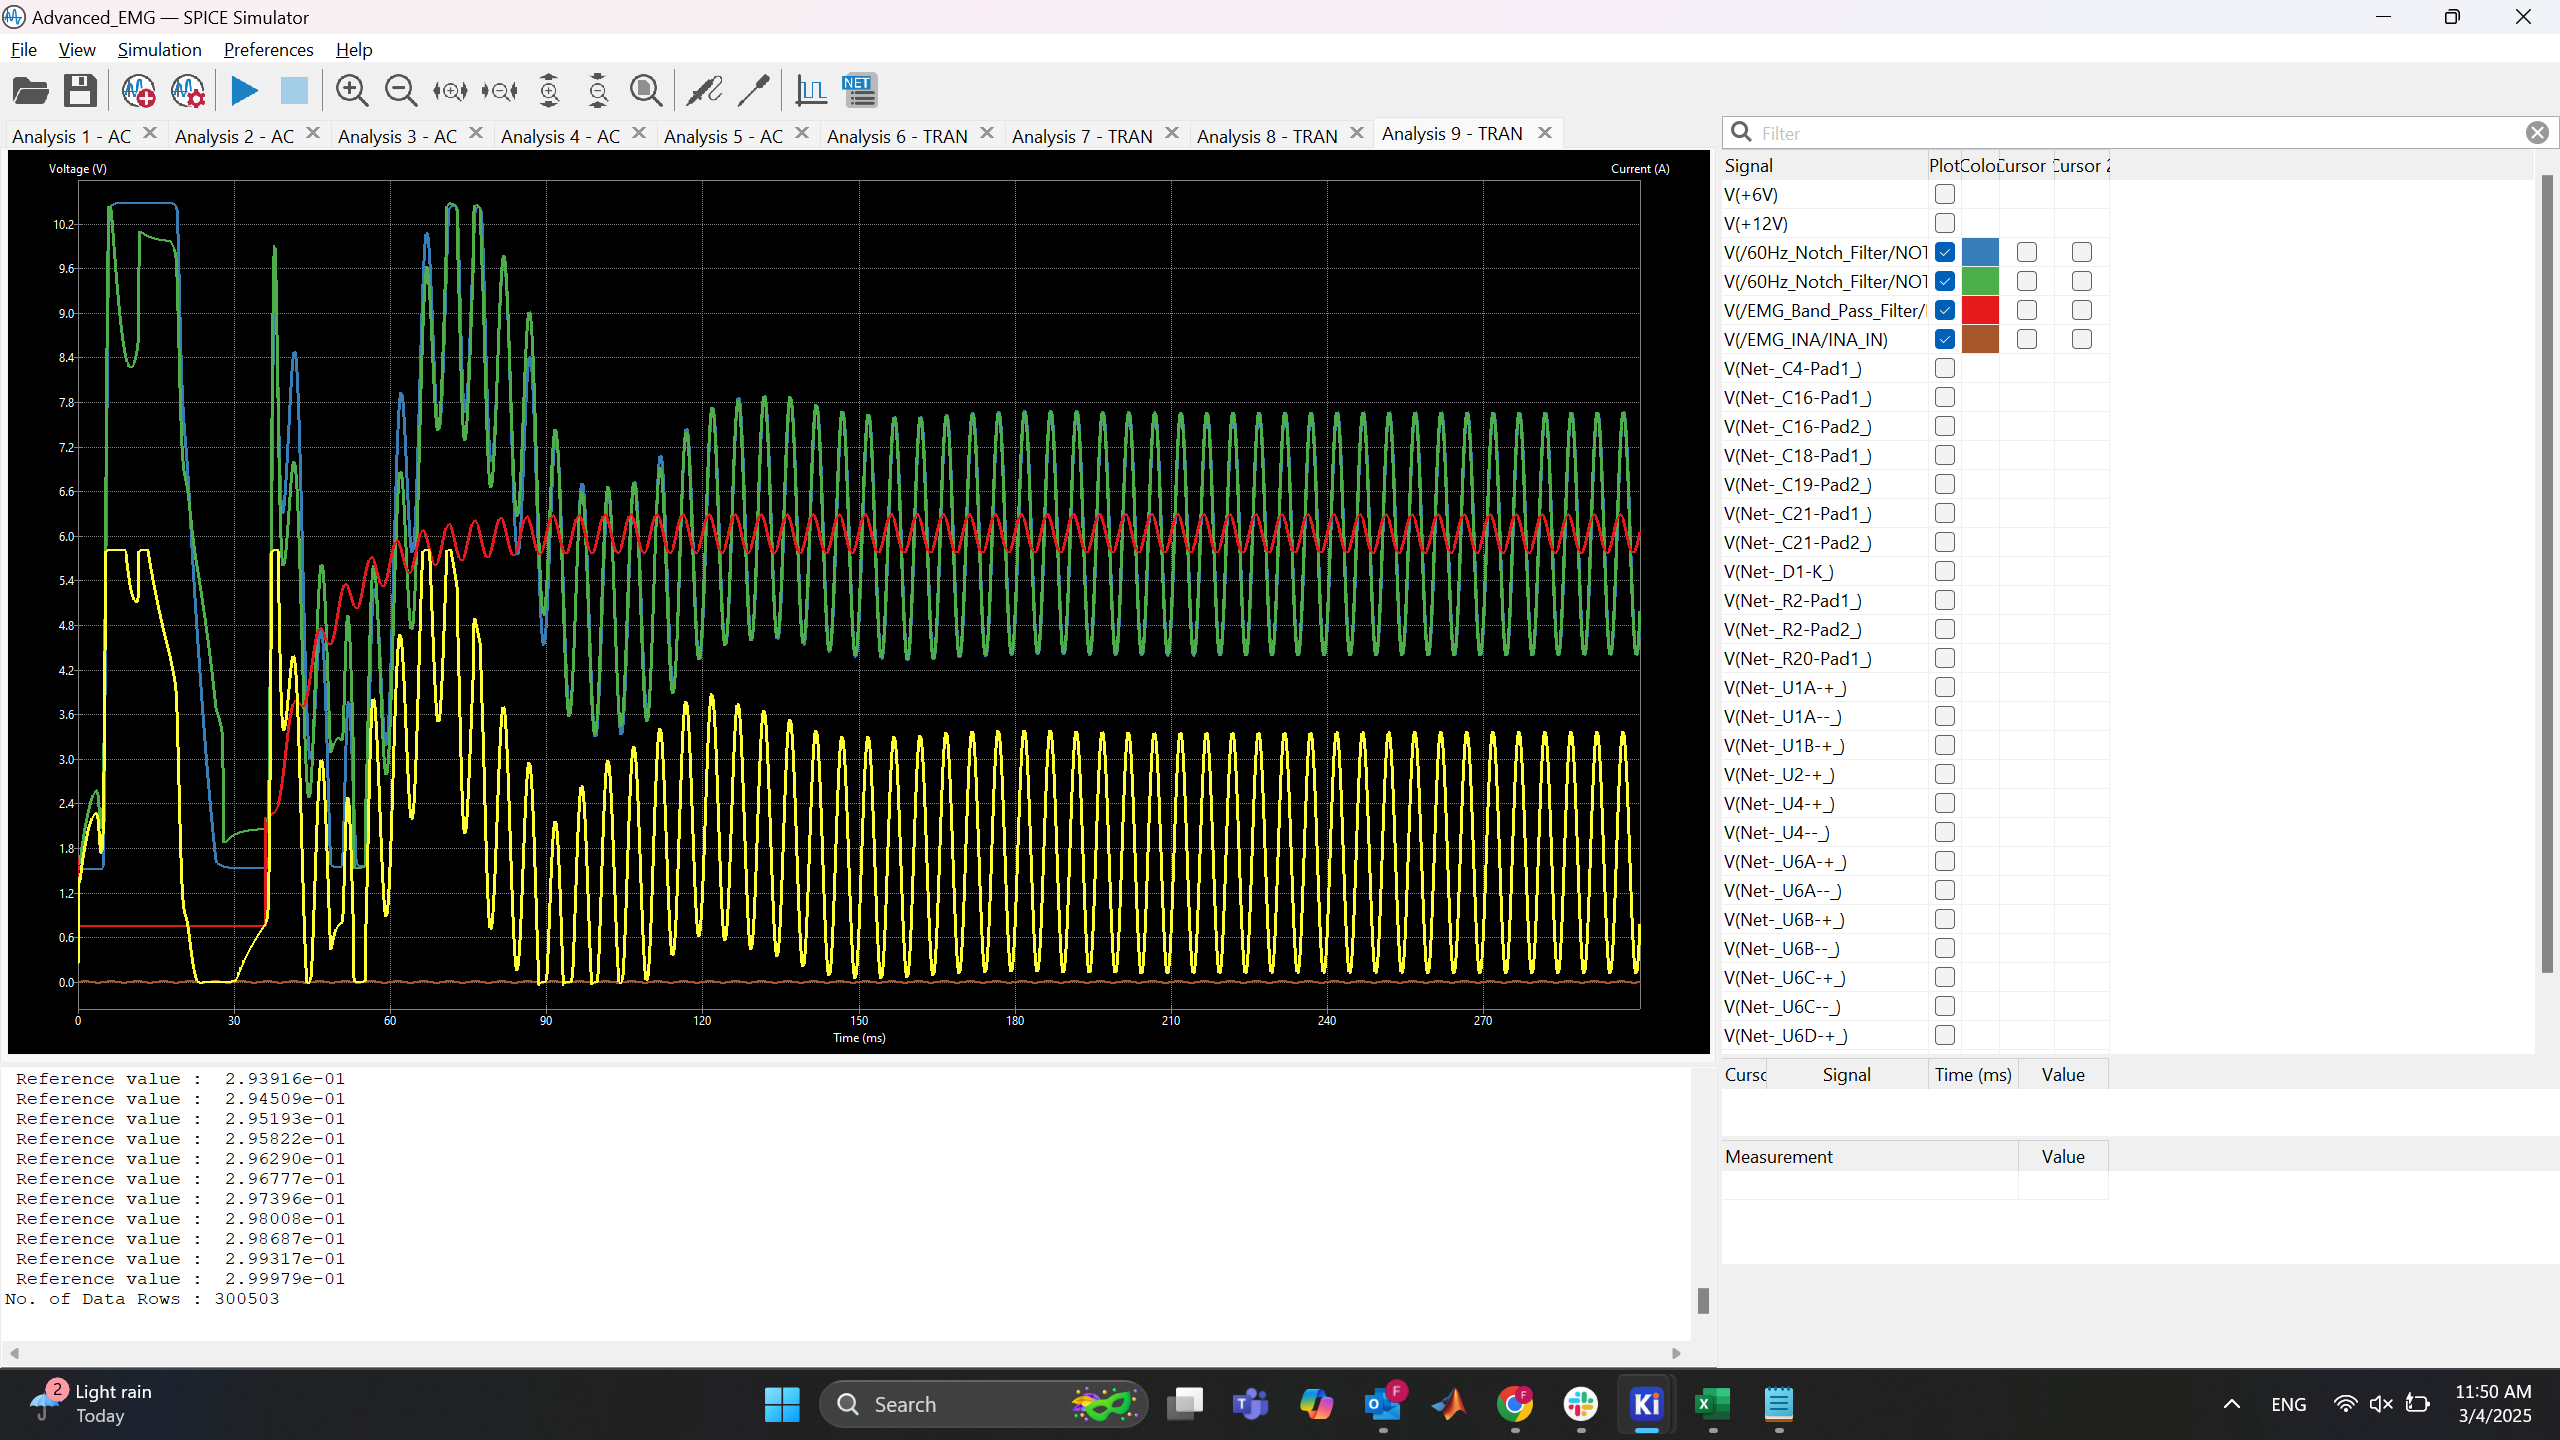 Advanced_EMG — SPICE Simulator
File View Simulation Preferences Help
NET
Analysis 1 - AC Analysis 2 - AC Analysis 3 - AC Analysis 4 - AC Analysis 5 - AC Analysis 6 - TRAN Analysis 7 - TRAN Analysis 8 - TRAN Analysis 9 - TRAN
Voltage (V) Current (A)
10.2
9.6
9.0
8.4
7.8
7.2
6.6
6.0
5.4
4.8
4.2
3.6
3.0
2.4
1.8
1.2
0.6
0.0
0 30 60 90 120 150 180 210 240 270
Time (ms)
Filter
Signal Plot Colo Cursor Cursor 2
V(+6V)
V(+12V)
V(/60Hz_Notch_Filter/NOT
V(/60Hz_Notch_Filter/NOT
V(/EMG_Band_Pass_Filter/
V(/EMG_INA/INA_IN)
V(Net-_C4-Pad1_)
V(Net-_C16-Pad1_)
V(Net-_C16-Pad2_)
V(Net-_C18-Pad1_)
V(Net-_C19-Pad2_)
V(Net-_C21-Pad1_)
V(Net-_C21-Pad2_)
V(Net-_D1-K_)
V(Net-_R2-Pad1_)
V(Net-_R2-Pad2_)
V(Net-_R20-Pad1_)
V(Net-_U1A-+_)
V(Net-_U1A--_)
V(Net-_U1B-+_)
V(Net-_U2-+_)
V(Net-_U4-+_)
V(Net-_U4--_)
V(Net-_U6A-+_)
V(Net-_U6A--_)
V(Net-_U6B-+_)
V(Net-_U6B--_)
V(Net-_U6C-+_)
V(Net-_U6C--_)
V(Net-_U6D-+_)
Curso Signal Time (ms) Value
Measurement Value
Reference value : 2.93916e-01
Reference value : 2.94509e-01
Reference value : 2.95193e-01
Reference value : 2.95822e-01
Reference value : 2.96290e-01
Reference value : 2.96777e-01
Reference value : 2.97396e-01
Reference value : 2.98008e-01
Reference value : 2.98687e-01
Reference value : 2.99317e-01
Reference value : 2.99979e-01
No. of Data Rows : 300503
2
Light rain
Today
Search
T
O
F
F
Ki
X
ENG
11:50 AM
3/4/2025